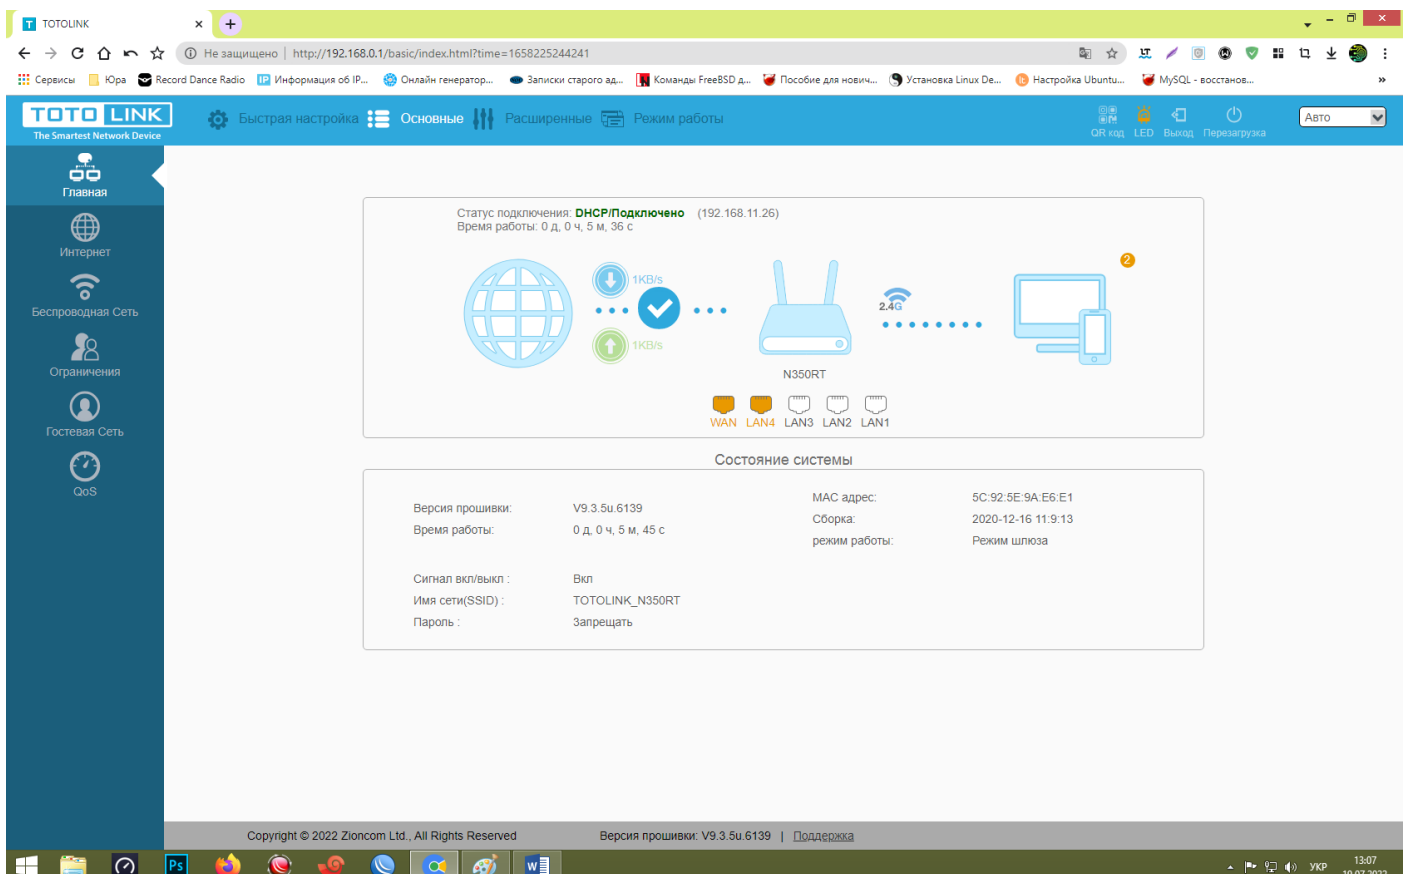 TOTOLINK
Не защищено | http://192.168.0.1/basic/index.html?time=1658225244241
Сервисы Юра Record Dance Radio Информация об IP... Онлайн генератор... Записки старого ад... Команды FreeBSD д... Пособие для нович... Установка Linux De... Настройка Ubuntu... MySQL - восстанов... »
TOTO LINK
The Smartest Network Device
Быстрая настройка Основные Расширенные Режим работы
QR код LED Выход Перезагрузка
Авто
Главная
Интернет
Беспроводная Сеть
Ограничения
Гостевая Сеть
QoS
Статус подключения: DHCP/Подключено (192.168.11.26)
Время работы: 0 д, 0 ч, 5 м, 36 с
1KB/s
1KB/s
2.4G
2
N350RT
WAN LAN4 LAN3 LAN2 LAN1
Состояние системы
Версия прошивки: V9.3.5u.6139
Время работы: 0 д, 0 ч, 5 м, 45 с
Сигнал вкл/выкл : Вкл
Имя сети(SSID) : TOTOLINK_N350RT
Пароль : Запрещать
MAC адрес: 5C:92:5E:9A:E6:E1
Сборка: 2020-12-16 11:9:13
режим работы: Режим шлюза
Copyright © 2022 Zioncom Ltd., All Rights Reserved Версия прошивки: V9.3.5u.6139 | Поддержка
Ps
W
УКР
13:07
19.07.2022